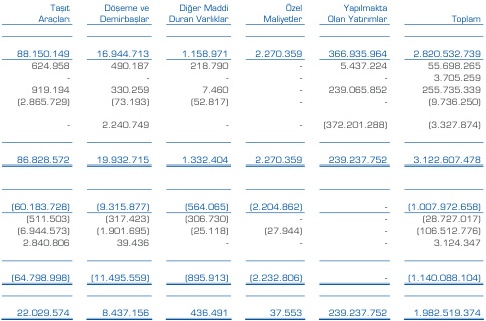 Taşıt Döşeme ve Diğer Maddi Özel Yapılmakta
Araçları Demirbaşlar Duran Varlıklar Maliyetler Olan Yatırımlar Toplam
88.150.149 16.944.713 1.158.971 2.270.359 366.935.964 2.820.532.739
624.958 490.187 218.790 - 5.437.224 55.698.265
- - - - - 3.705.259
919.194 330.259 7.460 - 239.065.852 255.735.339
(2.865.729) (73.193) (52.817) - - (9.736.250)
- 2.240.749 - - (372.201.288) (3.327.874)
86.828.572 19.932.715 1.332.404 2.270.359 239.237.752 3.122.607.478
(60.183.728) (9.315.877) (564.065) (2.204.862) - (1.007.972.658)
(511.503) (317.423) (306.730) - - (28.727.017)
(6.944.573) (1.901.695) (25.118) (27.944) - (106.512.776)
2.840.806 39.436 - - - 3.124.347
(64.798.998) (11.495.559) (895.913) (2.232.806) - (1.140.088.104)
22.029.574 8.437.156 436.491 37.553 239.237.752 1.982.519.374